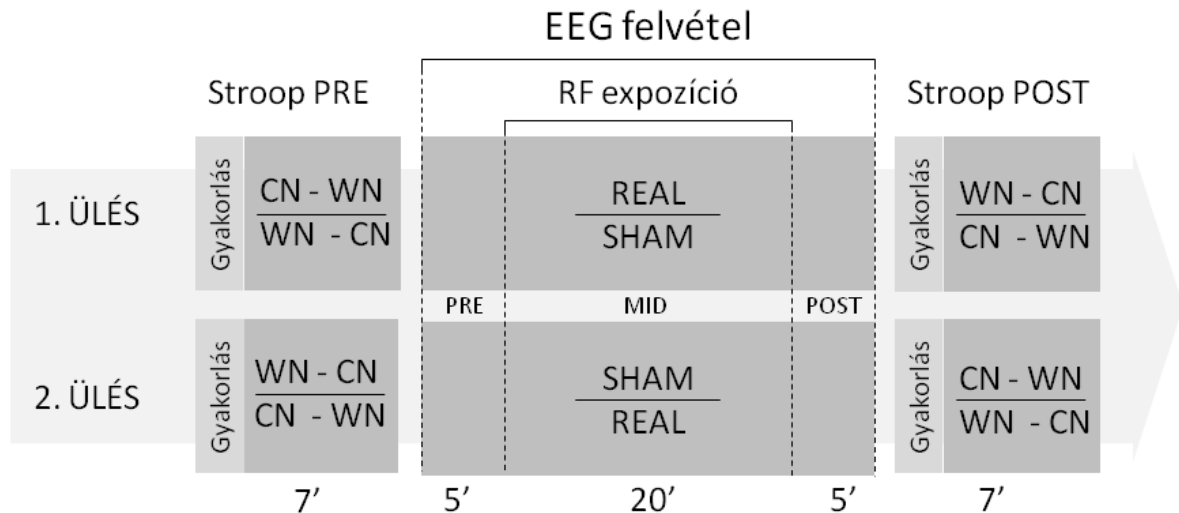 EEG felvétel
Stroop PRE
RF expozíció
Stroop POST
1. ÜLÉS
Gyakorlás
CN - WN
WN - CN
REAL
SHAM
Gyakorlás
WN - CN
CN - WN
PRE
MID
POST
2. ÜLÉS
Gyakorlás
WN - CN
CN - WN
SHAM
REAL
Gyakorlás
CN - WN
WN - CN
7’
5’
20’
5’
7’